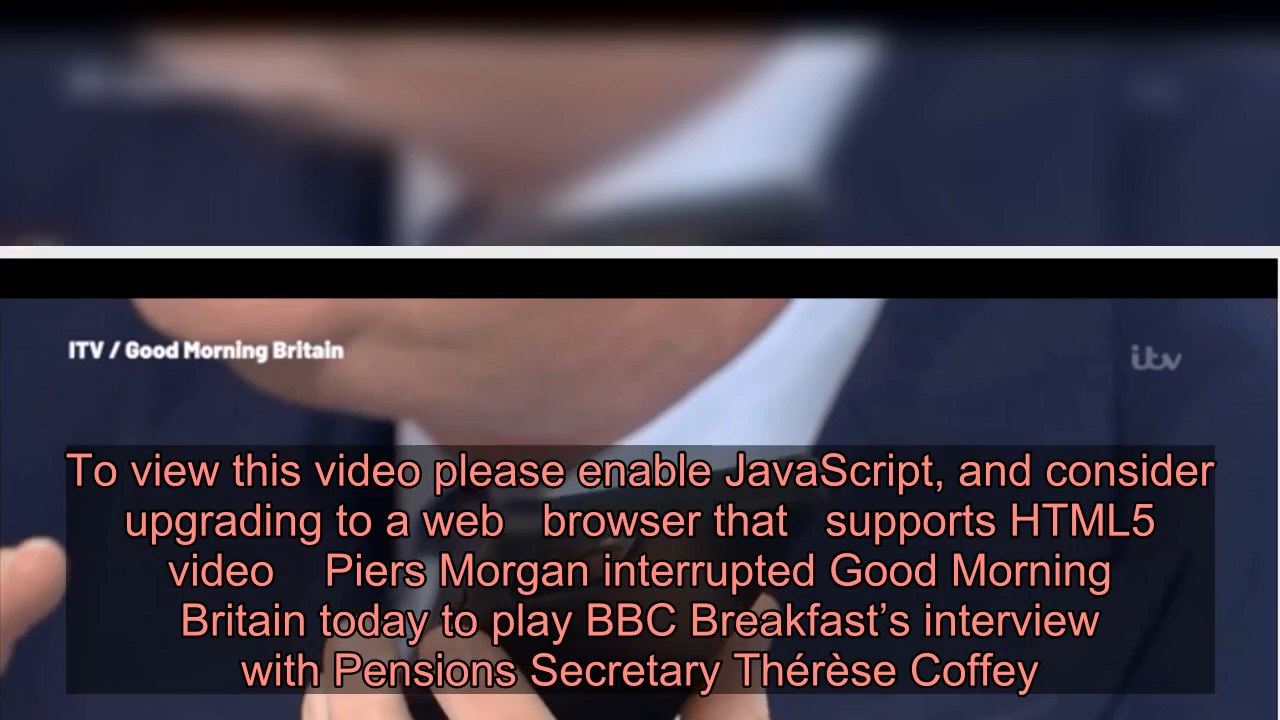 ITV / Good Morning Britain
itv
To view this video please enable JavaScript, and consider
upgrading to a web browser that supports HTML5
video Piers Morgan interrupted Good Morning
Britain today to play BBC Breakfast’s interview
with Pensions Secretary Thérèse Coffey